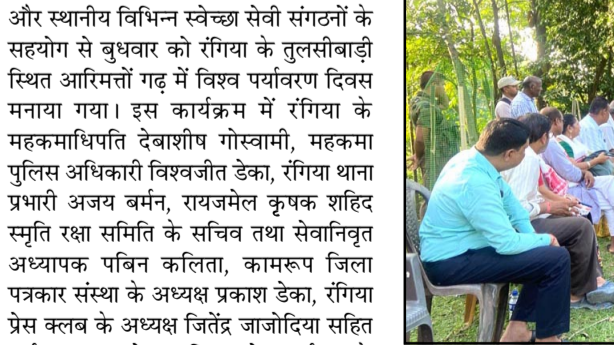 और स्थानीय विभिन्न स्वेच्छा सेवी संगठनों के
सहयोग से बुधवार को रंगिया के तुलसीबाड़ी
स्थित आरिमत्तों गढ़ में विश्व पर्यावरण दिवस
मनाया गया। इस कार्यक्रम में रंगिया के
महकमाधिपति देबाशीष गोस्वामी, महकमा
पुलिस अधिकारी विश्वजीत डेका, रंगिया थाना
प्रभारी अजय बर्मन, रायजमेल कृषक शहिद
स्मृति रक्षा समिति के सचिव तथा सेवानिवृत
अध्यापक पबिन कलिता, कामरूप जिला
पत्रकार संस्था के अध्यक्ष प्रकाश डेका, रंगिया
प्रेस क्लब के अध्यक्ष जितेंद्र जाजोदिया सहित